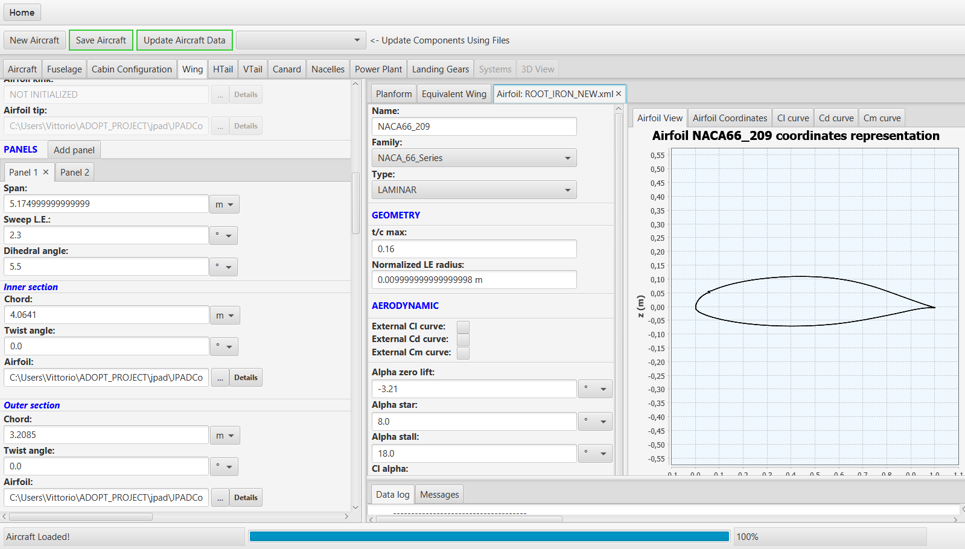 Home
New Aircraft Save Aircraft Update Aircraft Data <- Update Components Using Files
Aircraft Fuselage Cabin Configuration Wing HTail VTail Canard Nacelles Power Plant Landing Gears Systems 3D View
Airfoil kink:
NOT INITIALIZED ... Details
Airfoil tip:
C:\Users\Vittorio\ADOPT_PROJECT\jpad\JPADCo ... Details
PANELS Add panel
Panel 1 × Panel 2
Span:
5.174999999999999 m
Sweep L.E.:
2.3 °
Dihedral angle:
5.5 °
Inner section
Chord:
4.0641 m
Twist angle:
0.0 °
Airfoil:
C:\Users\Vittorio\ADOPT_PROJECT\jpad\JPADCo ... Details
Outer section
Chord:
3.2085 m
Twist angle:
0.0 °
Airfoil:
C:\Users\Vittorio\ADOPT_PROJECT\jpad\JPADCo ... Details
Planform Equivalent Wing Airfoil: ROOT_IRON_NEW.xml ×
Name:
NACA66_209
Family:
NACA_66_Series
Type:
LAMINAR
GEOMETRY
t/c max:
0.16
Normalized LE radius:
0.009999999999999998 m
AERODYNAMIC
External Cl curve:
External Cd curve:
External Cm curve:
Alpha zero lift:
-3.21 °
Alpha star:
8.0 °
Alpha stall:
18.0 °
Cl alpha:
Airfoil View Airfoil Coordinates Cl curve Cd curve Cm curve
Airfoil NACA66_209 coordinates representation
z (m)
0,55
0,50
0,45
0,40
0,35
0,30
0,25
0,20
0,15
0,10
0,05
0,00
-0,05
-0,10
-0,15
-0,20
-0,25
-0,30
-0,35
-0,40
-0,45
-0,50
-0,55
0.1 0.0 0.1 0.2 0.3 0.4 0.5 0.6 0.7 0.8 0.9 1.0 1.1
Data log Messages
-------------------------------------
Aircraft Loaded! 100%